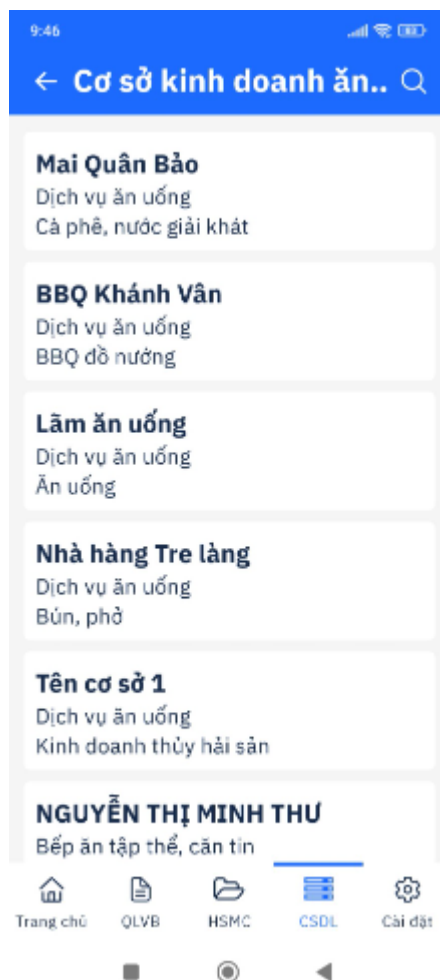 9:46
Cơ sở kinh doanh ăn..
Mai Quân Bảo
Dịch vụ ăn uống
Cà phê, nước giải khát
BBQ Khánh Vân
Dịch vụ ăn uống
BBQ đồ nướng
Lãm ăn uống
Dịch vụ ăn uống
Ăn uống
Nhà hàng Tre làng
Dịch vụ ăn uống
Bún, phở
Tên cơ sở 1
Dịch vụ ăn uống
Kinh doanh thủy hải sản
NGUYỄN THỊ MINH THƯ
Bếp ăn tập thể, căn tin
Trang chủ QLVB HSMC CSDL Cài đặt